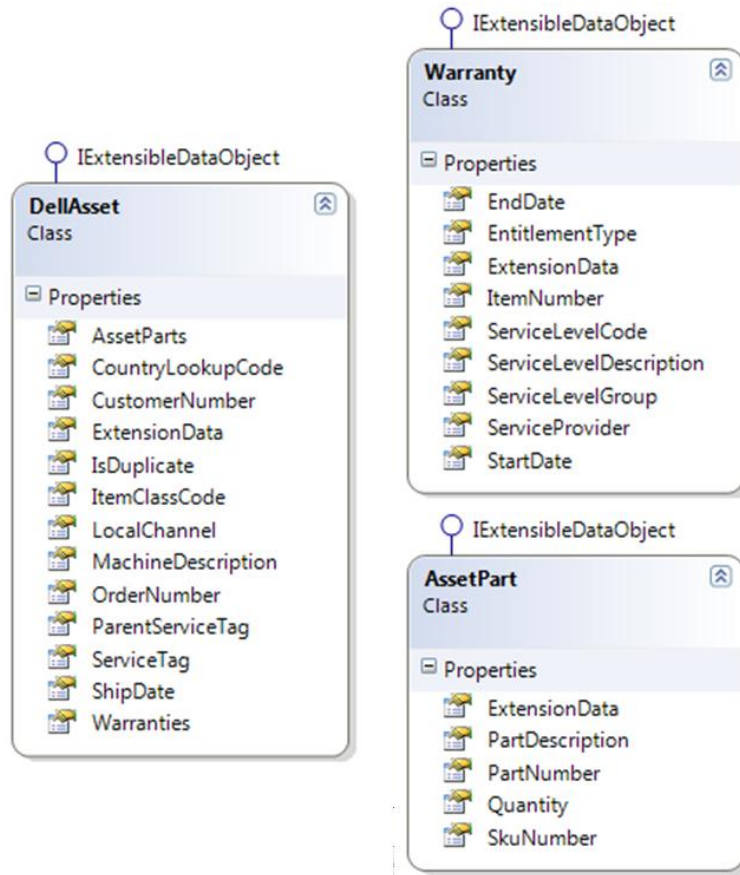 IExtensibleDataObject
DellAsset
Class
Properties
AssetParts
CountryLookupCode
CustomerNumber
ExtensionData
IsDuplicate
ItemClassCode
LocalChannel
MachineDescription
OrderNumber
ParentServiceTag
ServiceTag
ShipDate
Warranties
IExtensibleDataObject
Warranty
Class
Properties
EndDate
EntitlementType
ExtensionData
ItemNumber
ServiceLevelCode
ServiceLevelDescription
ServiceLevelGroup
ServiceProvider
StartDate
IExtensibleDataObject
AssetPart
Class
Properties
ExtensionData
PartDescription
PartNumber
Quantity
SkuNumber